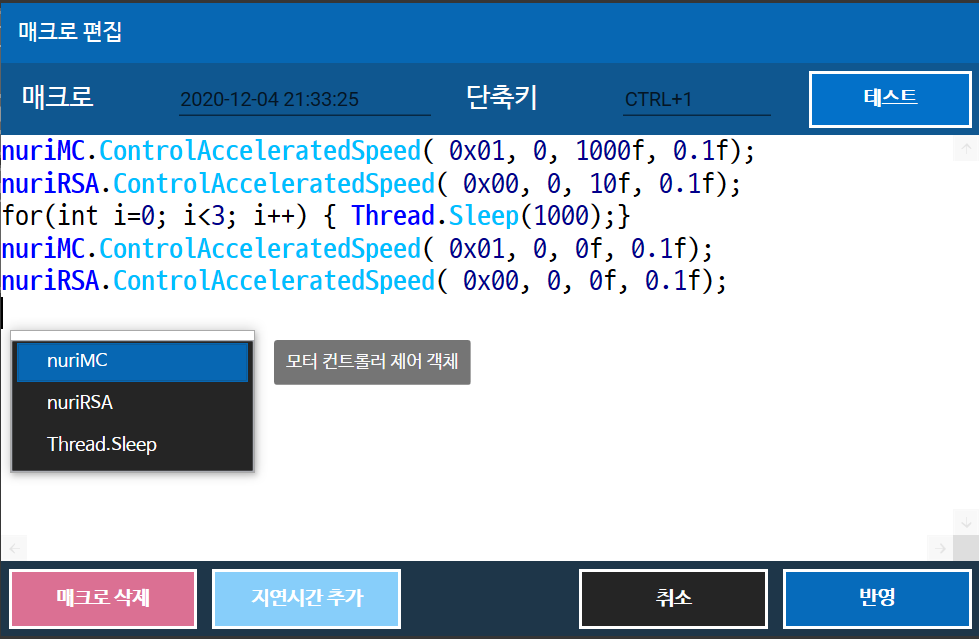 매크로 편집
매크로 2020-12-04 21:33:25 단축키 CTRL+1 테스트
nuriMC.ControlAcceleratedSpeed( 0x01, 0, 1000f, 0.1f);
nuriRSA.ControlAcceleratedSpeed( 0x00, 0, 10f, 0.1f);
for(int i=0; i<3; i++) { Thread.Sleep(1000);}
nuriMC.ControlAcceleratedSpeed( 0x01, 0, 0f, 0.1f);
nuriRSA.ControlAcceleratedSpeed( 0x00, 0, 0f, 0.1f);
nuriMC 모터 컨트롤러 제어 객체
nuriRSA
Thread.Sleep
매크로 삭제 지연시간 추가 취소 반영